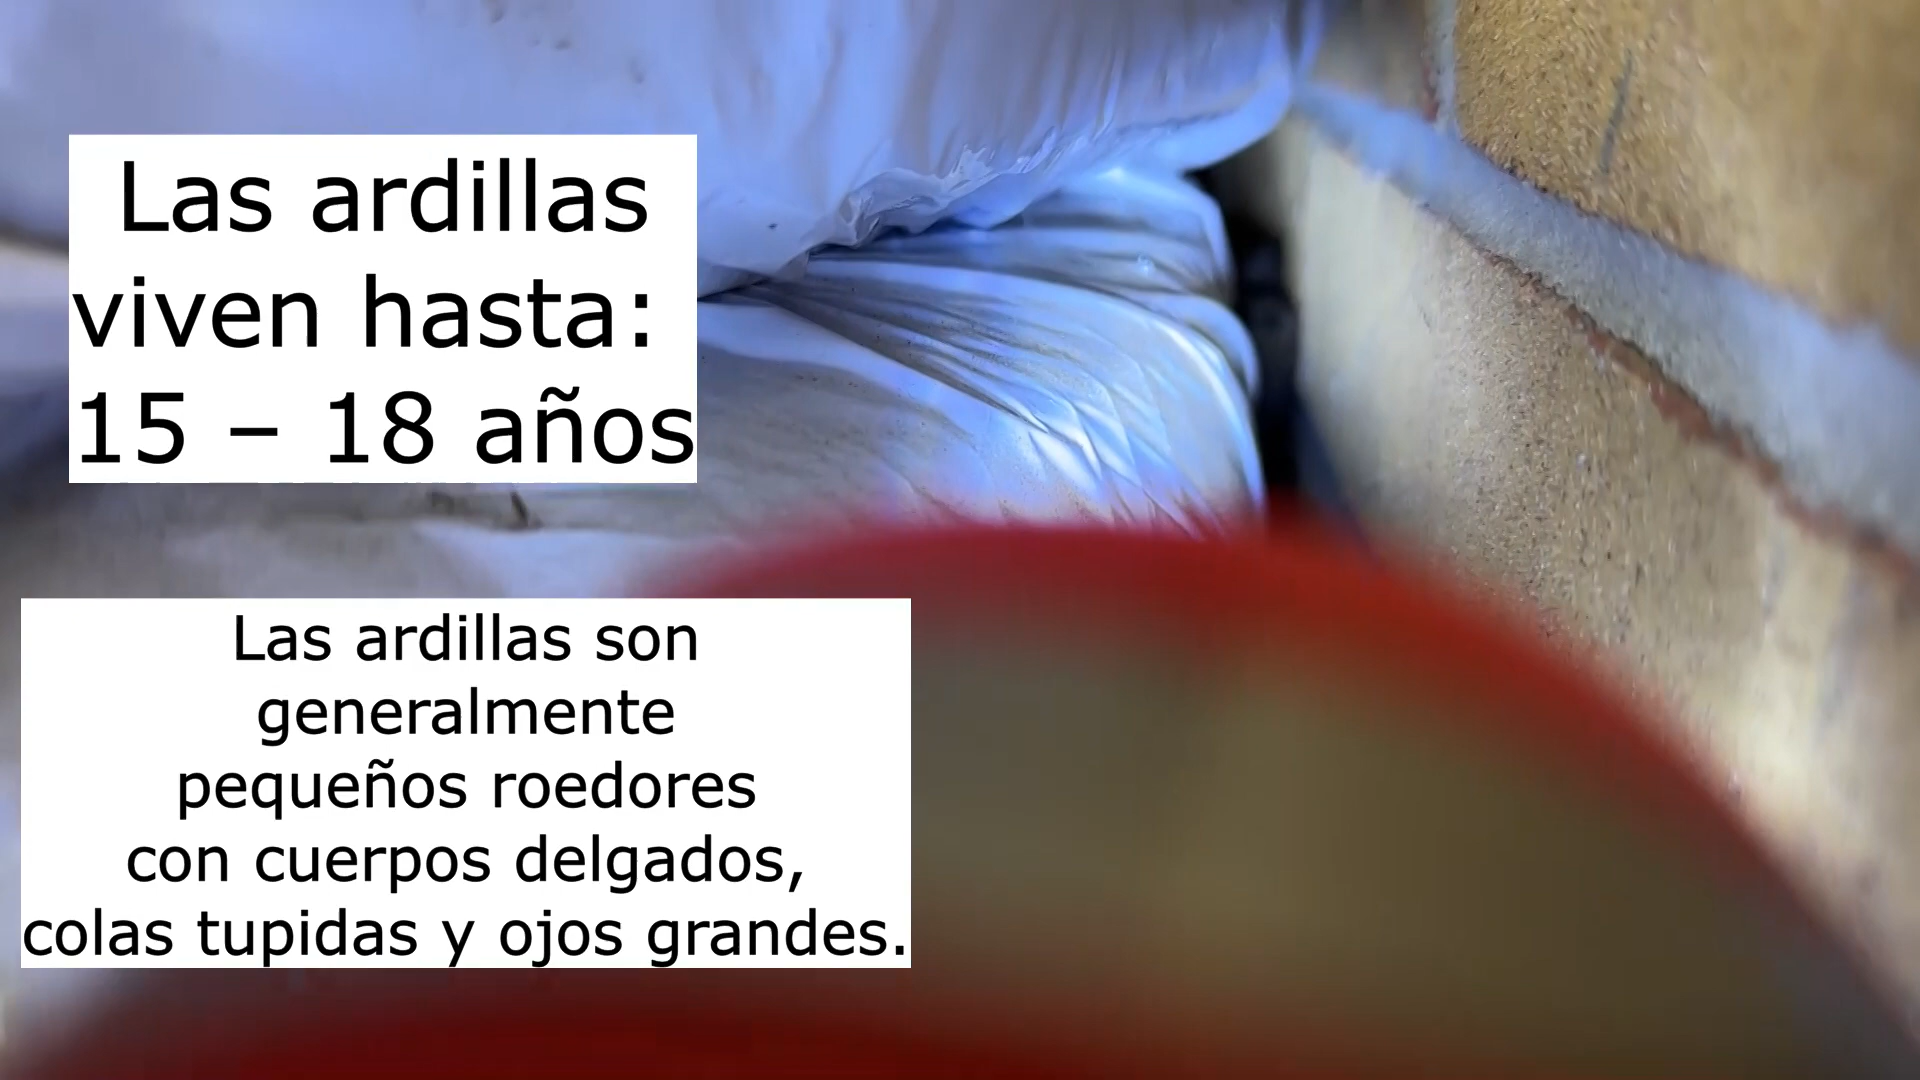 Las ardillas
viven hasta:
15 – 18 años
Las ardillas son
generalmente
pequeños roedores
con cuerpos delgados,
colas tupidas y ojos grandes.